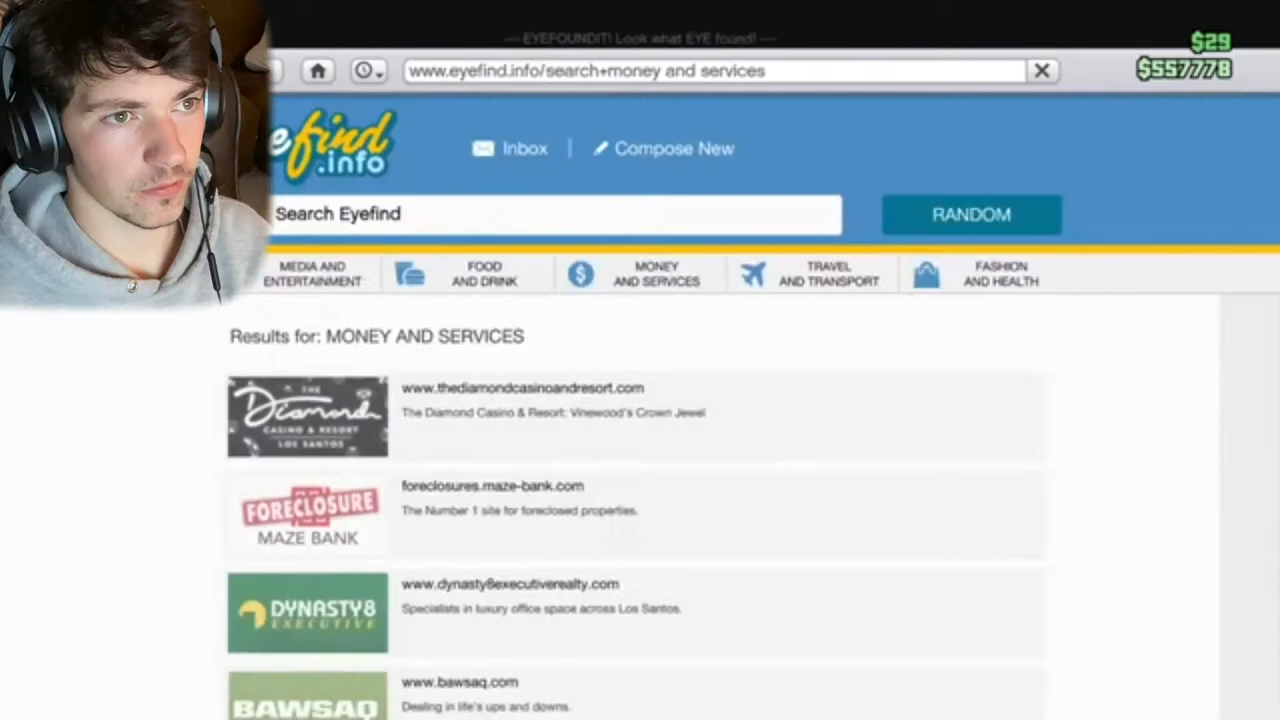 — EYEFOUNDIT! Look what EYE found! —
$29
$557778
www.eyefind.info/search+money and services
efind
.info
Inbox
Compose New
Search Eyefind
RANDOM
MEDIA AND
ENTERTAINMENT
FOOD
AND DRINK
MONEY
AND SERVICES
TRAVEL
AND TRANSPORT
FASHION
AND HEALTH
Results for: MONEY AND SERVICES
THE
Diamond
CASINO & RESORT
LOS SANTOS
www.thediamondcasinoandresort.com
The Diamond Casino & Resort: Vinewood's Crown Jewel
FORECLOSURE
MAZE BANK
foreclosures.maze-bank.com
The Number 1 site for foreclosed properties.
DYNASTY8
EXECUTIVE
www.dynasty8executiverealty.com
Specialists in luxury office space across Los Santos.
BAWSAQ
www.bawsaq.com
Dealing in life's ups and downs.